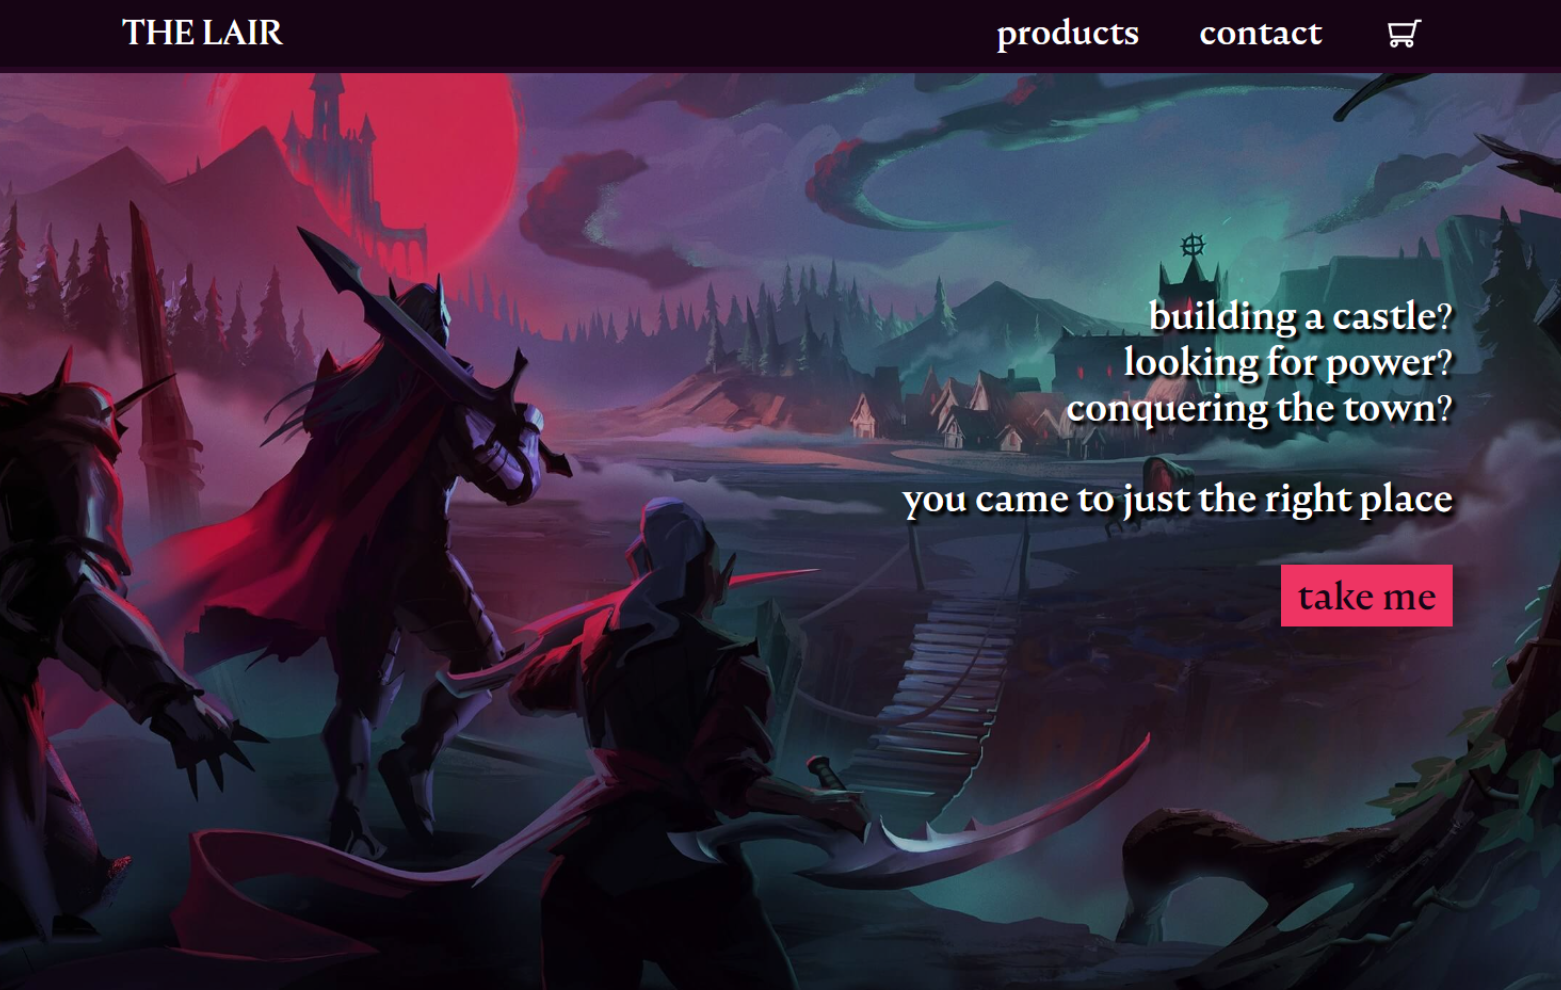 THE LAIR
products
contact
building a castle?
looking for power?
conquering the town?
you came to just the right place
take me